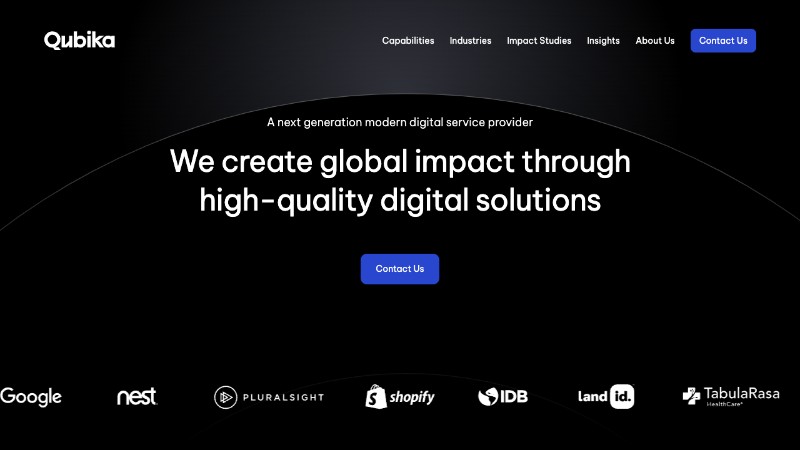 Qubika
Capabilities Industries Impact Studies Insights About Us Contact Us
A next generation modern digital service provider
We create global impact through
high-quality digital solutions
Contact Us
Google nest PLURALSIGHT shopify IDB land id. TabulaRasa
HealthCare